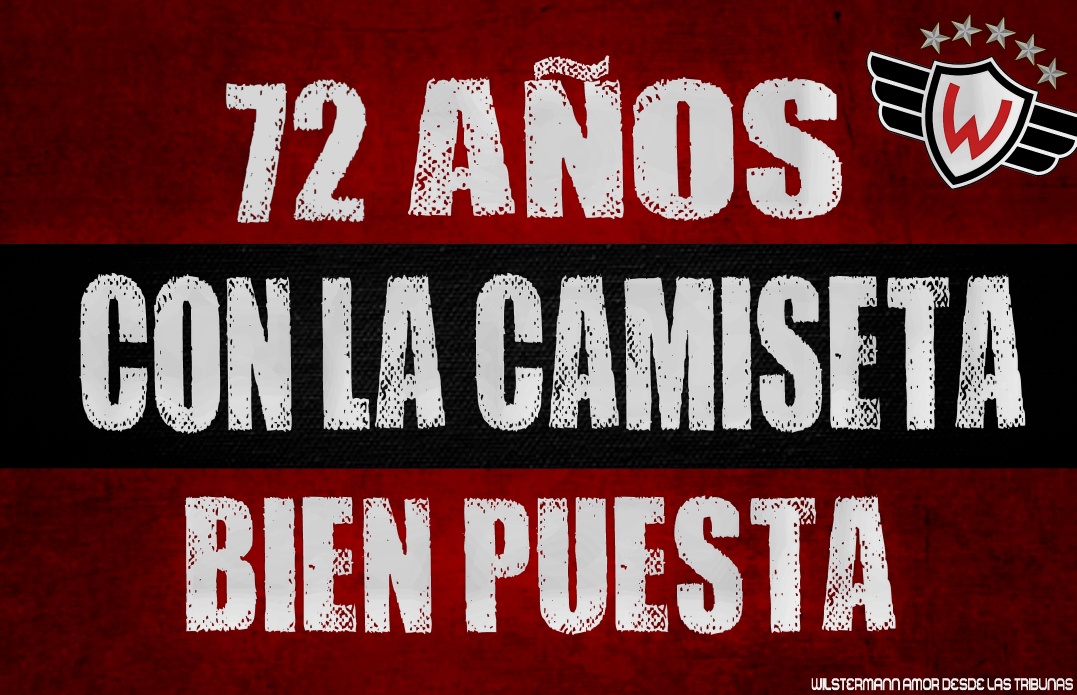 72 AÑOS
W
CON LA CAMISETA
BIEN PUESTA
WILSTERMANN AMOR DESDE LAS TRIBUNAS